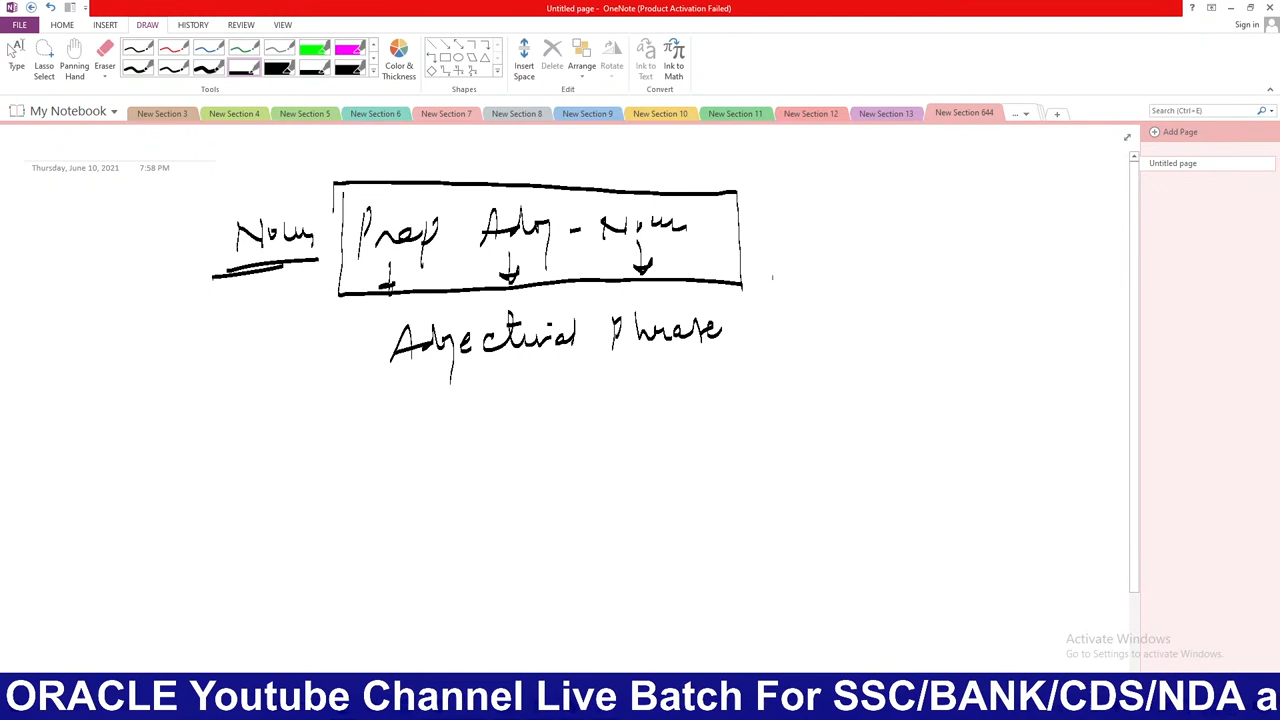 Untitled page - OneNote (Product Activation Failed)
FILE HOME INSERT DRAW HISTORY REVIEW VIEW
Sign in
Type
Lasso Select
Panning Hand
Eraser
Color & Thickness
Insert Space
Delete
Arrange
Rotate
Ink to Text
Ink to Math
Tools
Shapes
Edit
Convert
My Notebook
New Section 3 New Section 4 New Section 5 New Section 6 New Section 7 New Section 8 New Section 9 New Section 10 New Section 11 New Section 12 New Section 13 New Section 644 ...
Search (Ctrl+E)
Add Page
Untitled page
Thursday, June 10, 2021 7:58 PM
Noun Prep Adj - Noun
Adjectival Phrase
Activate Windows
Go to Settings to activate Windows.
ORACLE Youtube Channel Live Batch For SSC/BANK/CDS/NDA a